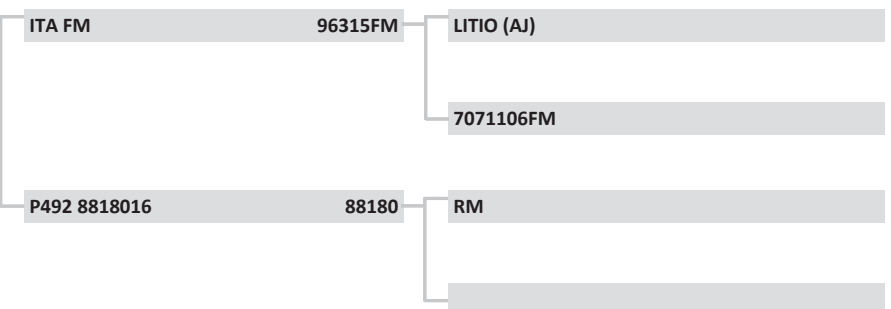 ITA FM 96315FM
LITIO (AJ)
7071106FM
P492 8818016 88180
RM